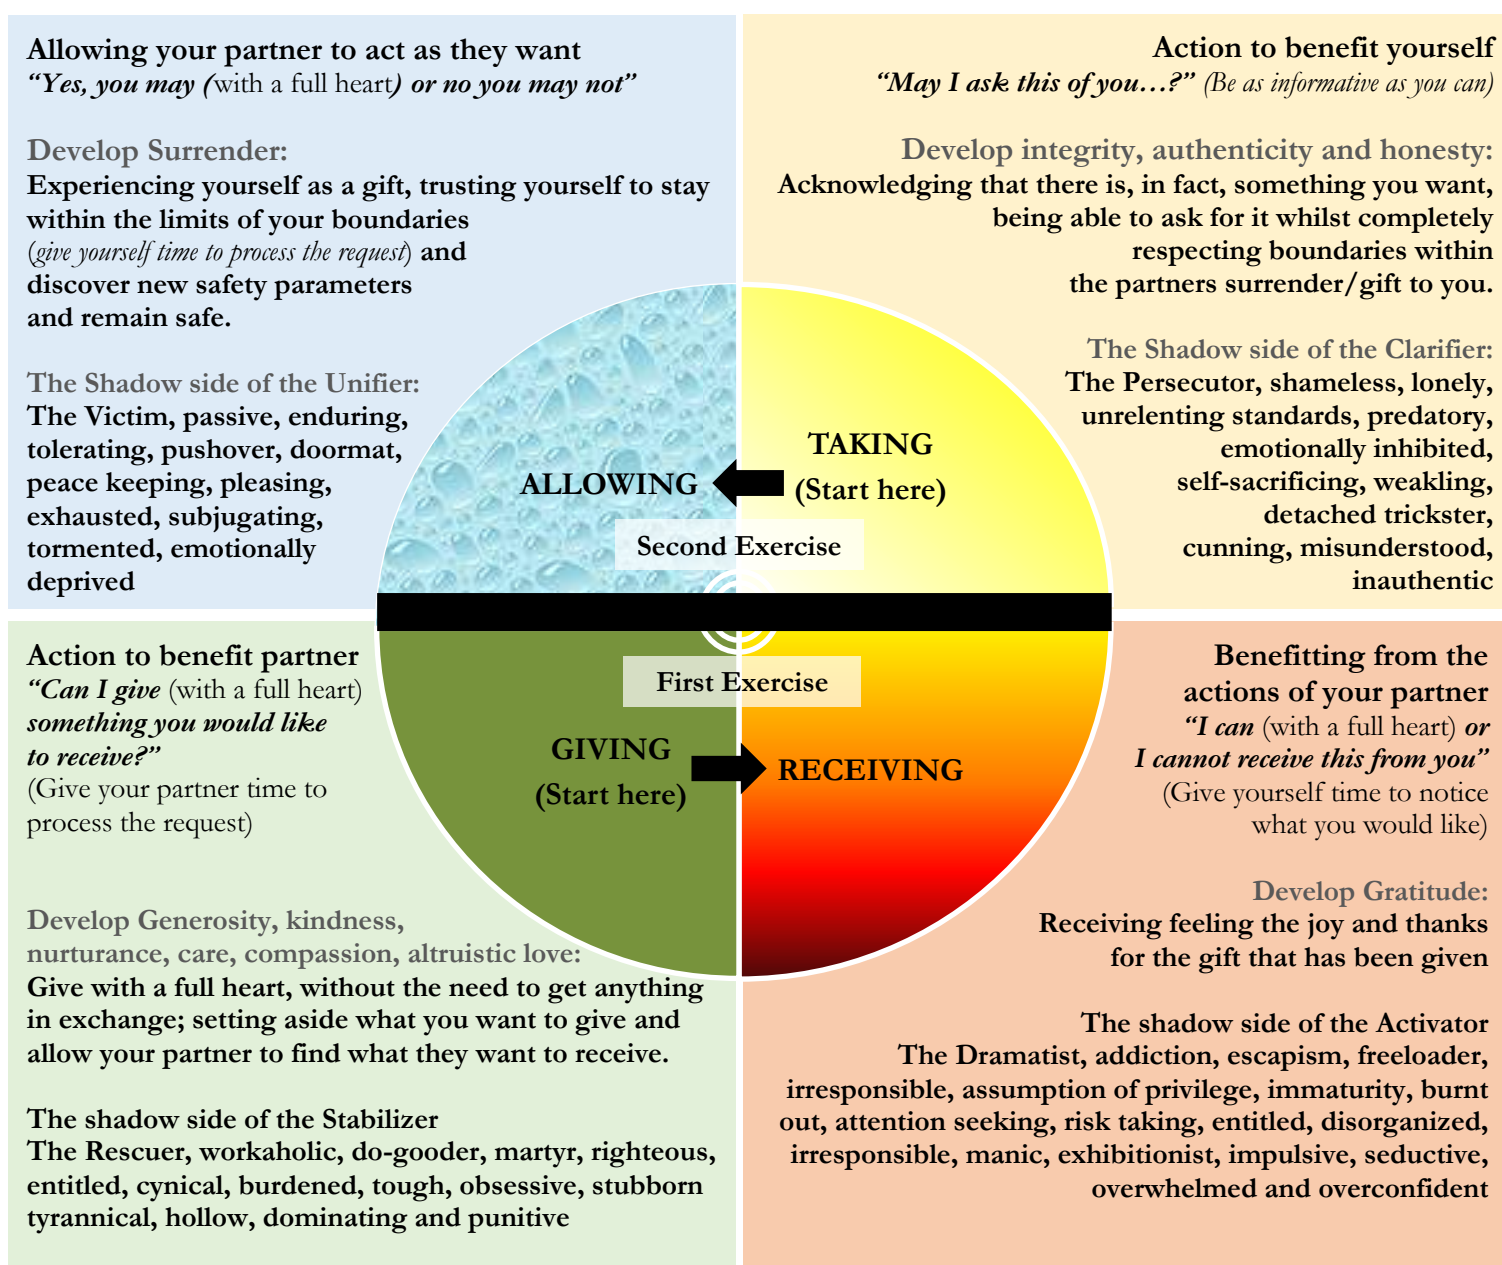 Allowing your partner to act as they want
“Yes, you may (with a full heart) or no you may not”
Develop Surrender:
Experiencing yourself as a gift, trusting yourself to stay
within the limits of your boundaries
(give yourself time to process the request) and
discover new safety parameters
and remain safe.
The Shadow side of the Unifier:
The Victim, passive, enduring,
tolerating, pushover, doormat,
peace keeping, pleasing,
exhausted, subjugating,
tormented, emotionally
deprived
Action to benefit yourself
“May I ask this of you…?” (Be as informative as you can)
Develop integrity, authenticity and honesty:
Acknowledging that there is, in fact, something you want,
being able to ask for it whilst completely
respecting boundaries within
the partners surrender/gift to you.
The Shadow side of the Clarifier:
The Persecutor, shameless, lonely,
unrelenting standards, predatory,
emotionally inhibited,
self-sacrificing, weakling,
detached trickster,
cunning, misunderstood,
inauthentic
ALLOWING
TAKING
(Start here)
Second Exercise
First Exercise
GIVING
(Start here)
RECEIVING
Action to benefit partner
“Can I give (with a full heart)
something you would like
to receive?”
(Give your partner time to
process the request)
Develop Generosity, kindness,
nurturance, care, compassion, altruistic love:
Give with a full heart, without the need to get anything
in exchange; setting aside what you want to give and
allow your partner to find what they want to receive.
The shadow side of the Stabilizer
The Rescuer, workaholic, do-gooder, martyr, righteous,
entitled, cynical, burdened, tough, obsessive, stubborn
tyrannical, hollow, dominating and punitive
Benefitting from the
actions of your partner
“I can (with a full heart) or
I cannot receive this from you”
(Give yourself time to notice
what you would like)
Develop Gratitude:
Receiving feeling the joy and thanks
for the gift that has been given
The shadow side of the Activator
The Dramatist, addiction, escapism, freeloader,
irresponsible, assumption of privilege, immaturity, burnt
out, attention seeking, risk taking, entitled, disorganized,
irresponsible, manic, exhibitionist, impulsive, seductive,
overwhelmed and overconfident